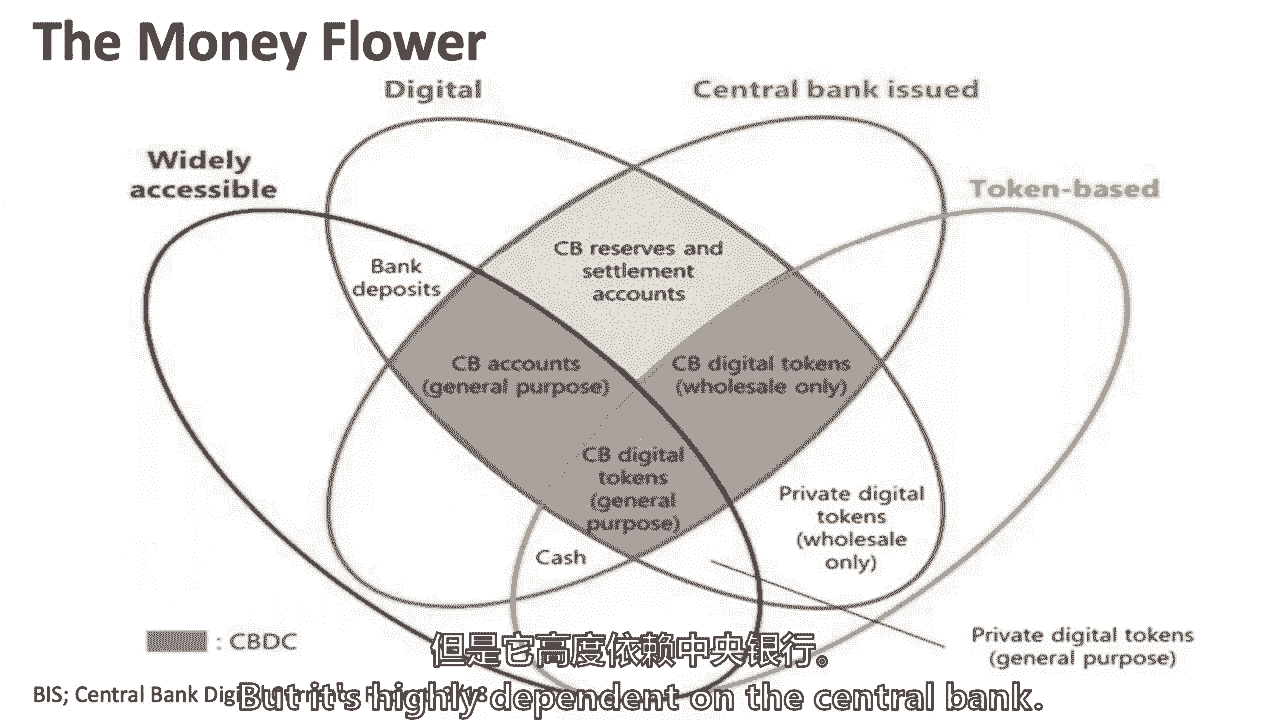 The Money Flower
Digital
Central bank issued
Widely
accessible
Token-based
Bank
deposits
CB reserves and
settlement
accounts
CB accounts
(general purpose)
CB digital tokens
(wholesale only)
CB digital
tokens
(general
purpose)
Private digital
tokens
(wholesale
only)
Cash
: CBDC
Private digital tokens
(general purpose)
但是它高度依赖中央银行。
BIS; Central Bank
But it's highly dependent on the central bank.